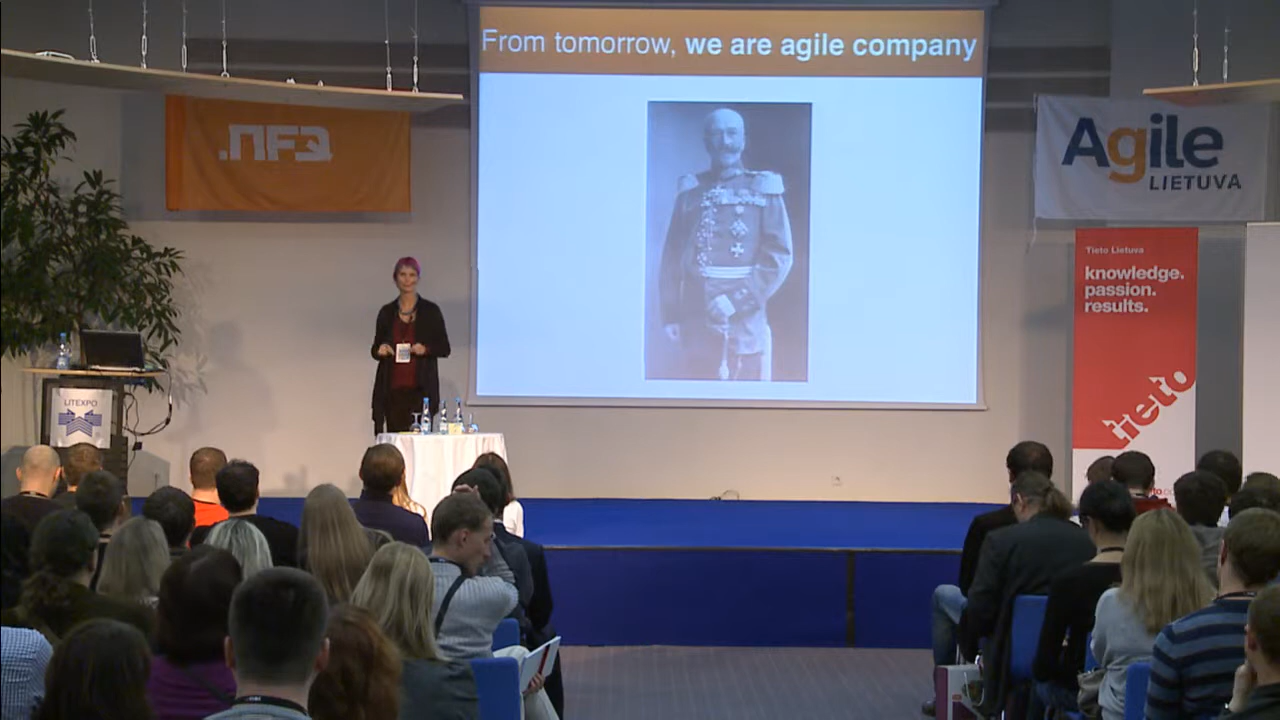 From tomorrow, we are agile company
.NFQ
Agile
LIETUVA
Tieto Lietuva
knowledge.
passion.
results.
tieto
LITEXPO